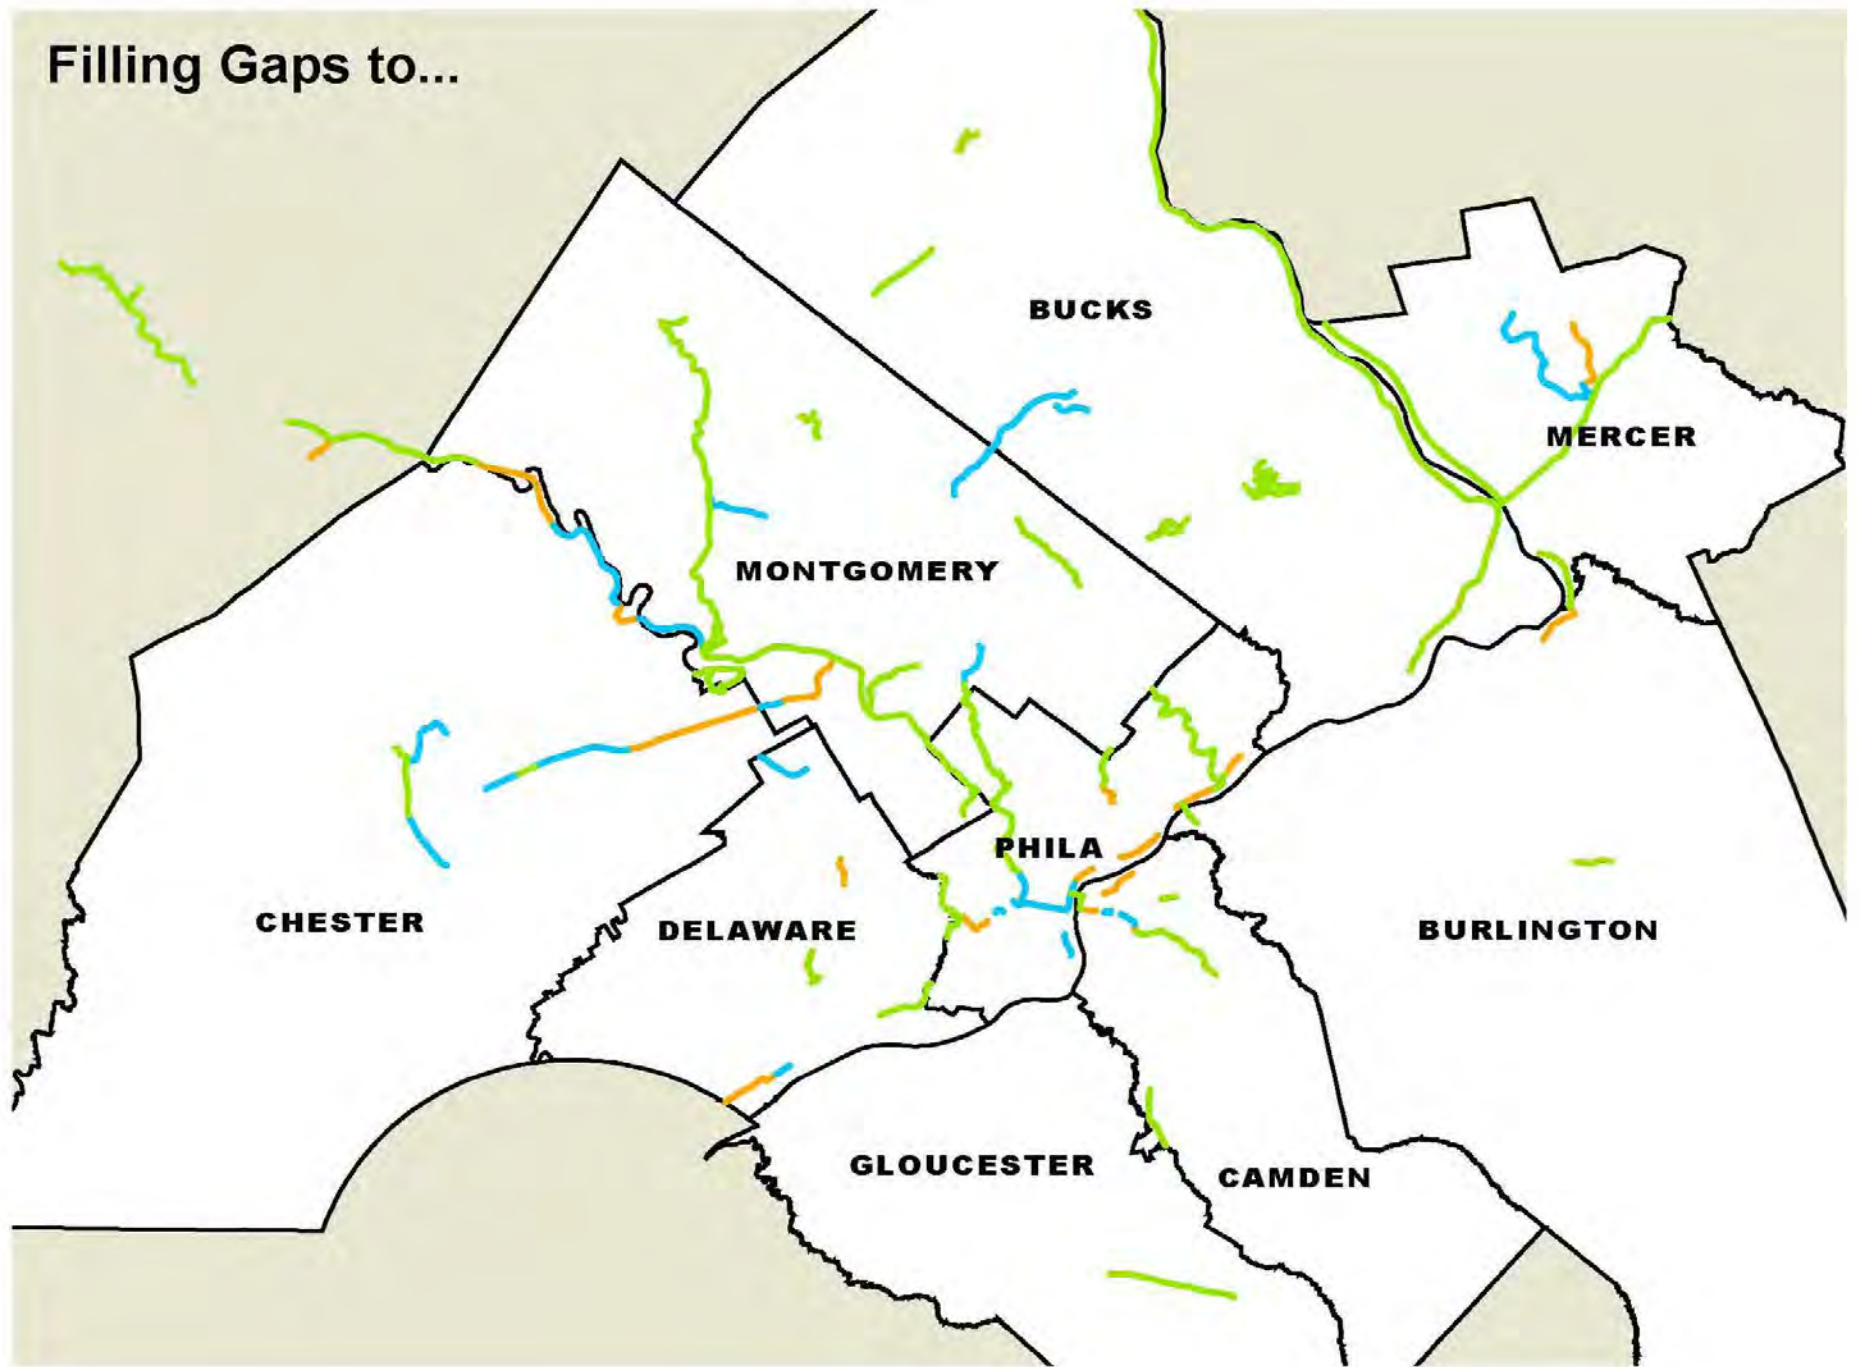 Filling Gaps to...
BUCKS
MERCER
MONTGOMERY
PHILA
CHESTER
DELAWARE
BURLINGTON
GLOUCESTER
CAMDEN